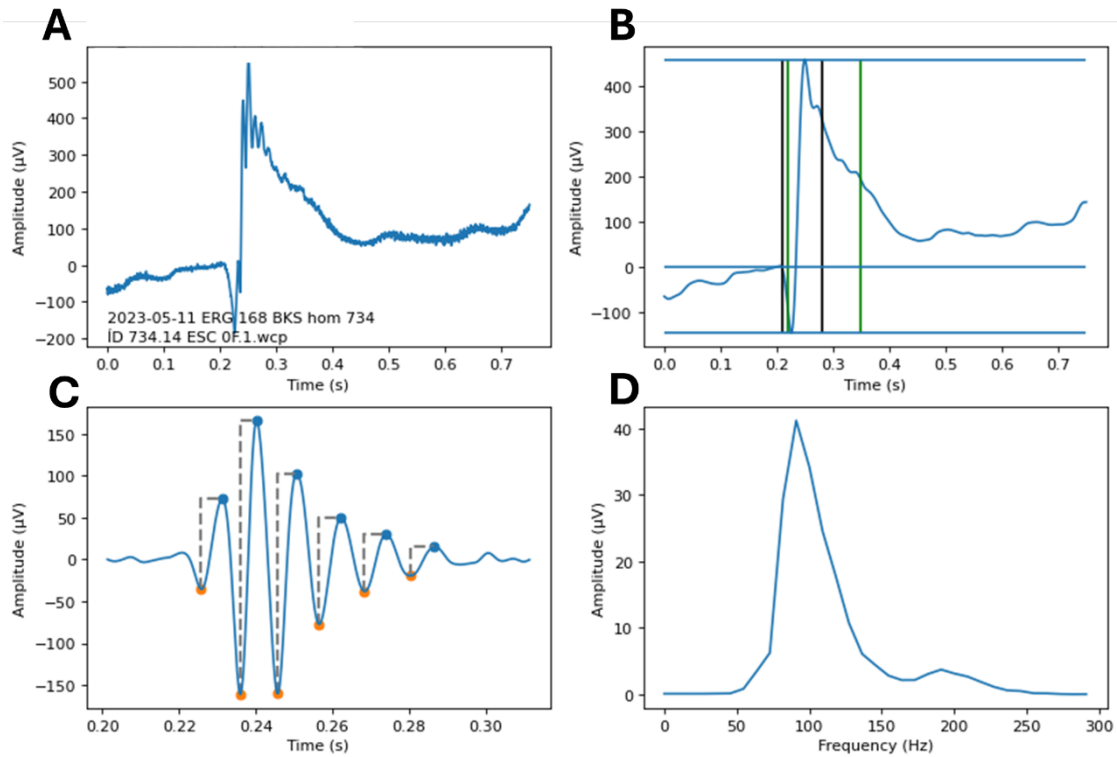 A
B
Amplitude (µV)
500
400
300
200
100
0
−100
−200
2023-05-11 ERG 168 BKS hom 734
ÍD 734.14 ESC 0F.1.wcp
0.0 0.1 0.2 0.3 0.4 0.5 0.6 0.7
Time (s)
Amplitude (µV)
400
300
200
100
0
−100
0.0 0.1 0.2 0.3 0.4 0.5 0.6 0.7
Time (s)
C
D
Amplitude (µV)
150
100
50
0
−50
−100
−150
0.20 0.22 0.24 0.26 0.28 0.30
Time (s)
Amplitude (µV)
40
30
20
10
0
0 50 100 150 200 250 300
Frequency (Hz)